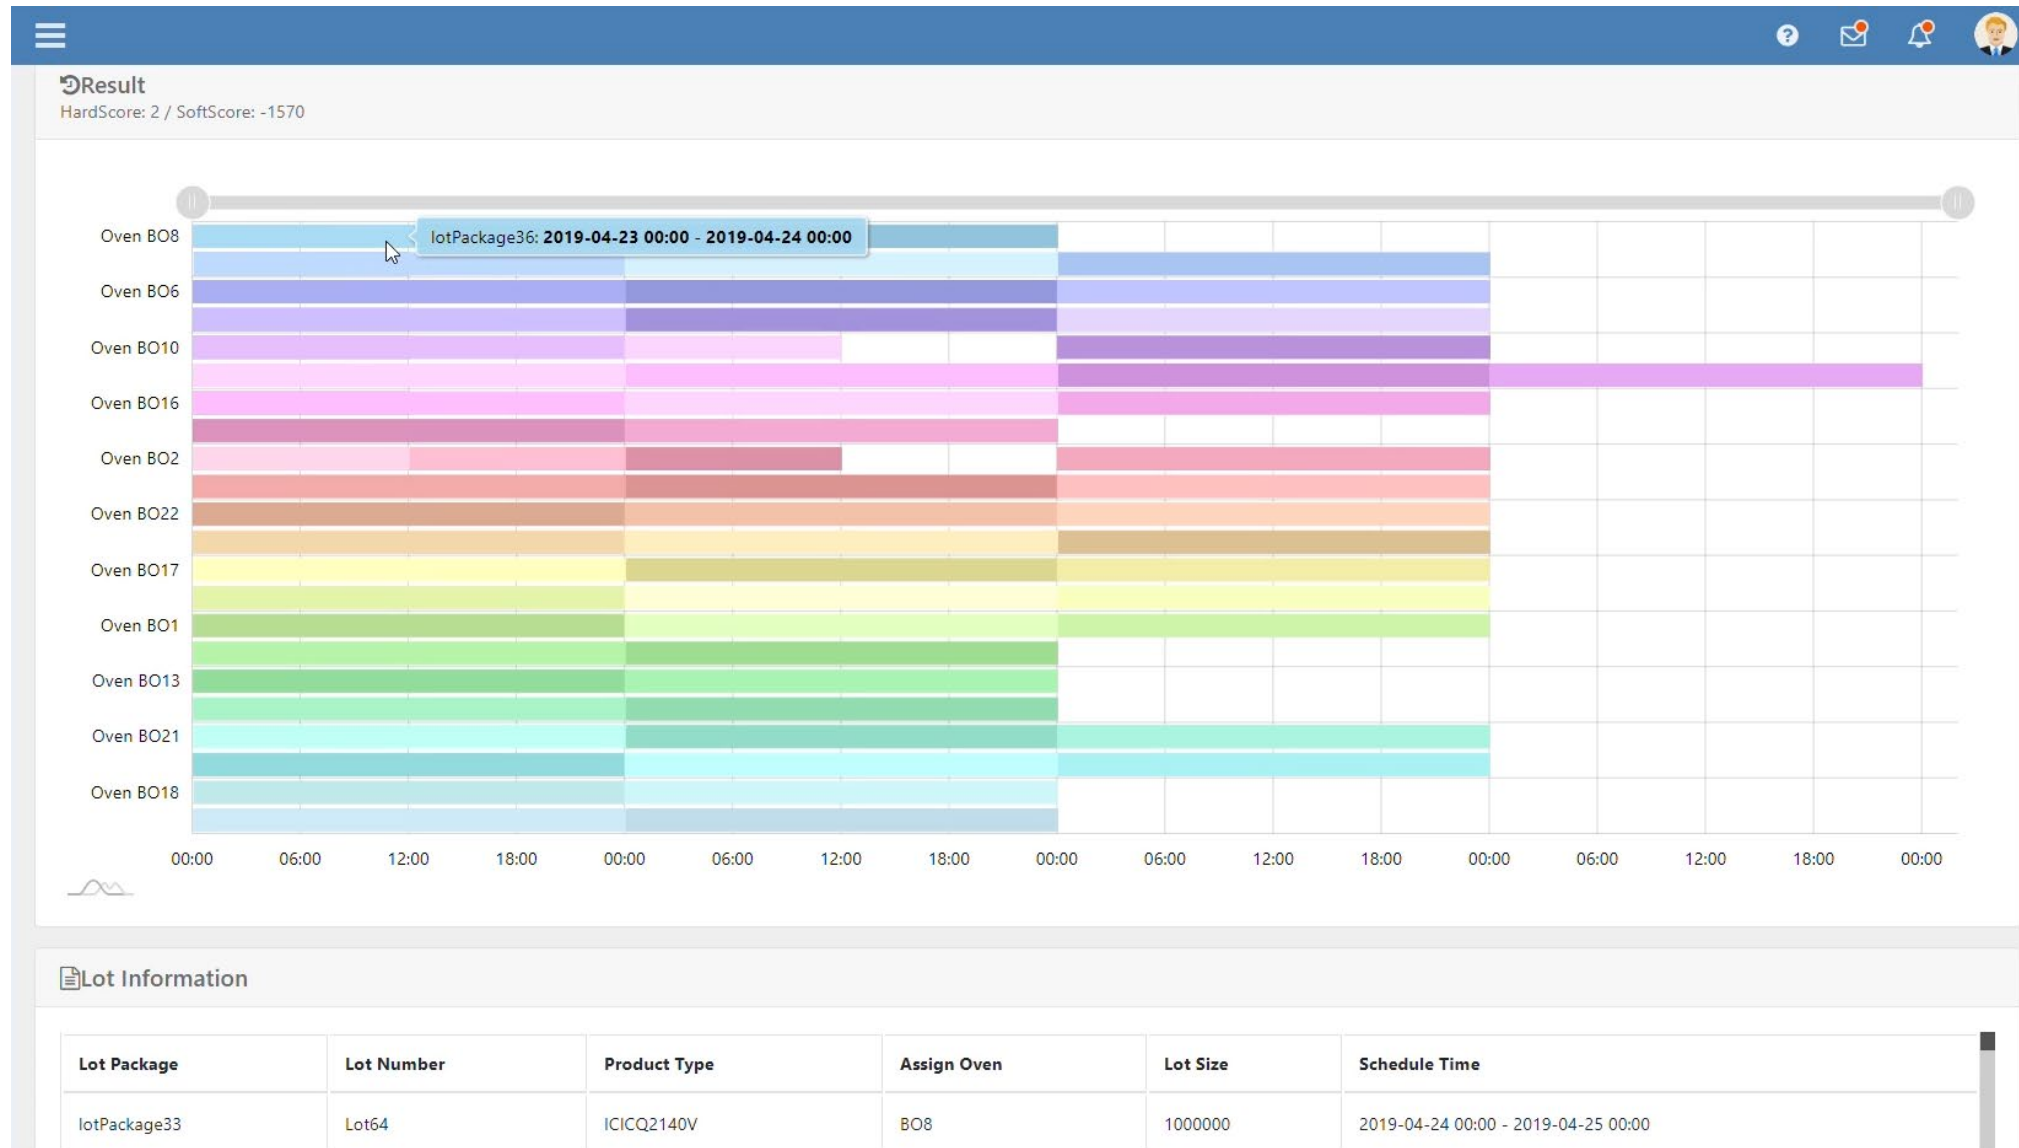 Result
HardScore: 2 / SoftScore: -1570
Oven BO8
lotPackage36: 2019-04-23 00:00 - 2019-04-24 00:00
Oven BO6
Oven BO10
Oven BO16
Oven BO2
Oven BO22
Oven BO17
Oven BO1
Oven BO13
Oven BO21
Oven BO18
00:00 06:00 12:00 18:00 00:00 06:00 12:00 18:00 00:00 06:00 12:00 18:00 00:00 06:00 12:00 18:00 00:00
Lot Information
Lot Package Lot Number Product Type Assign Oven Lot Size Schedule Time
lotPackage33 Lot64 ICICQ2140V BO8 1000000 2019-04-24 00:00 - 2019-04-25 00:00